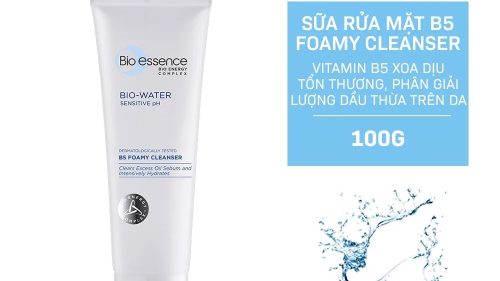 Bio essence
BIO ENERGY
COMPLEX
BIO-WATER
SENSITIVE pH
DERMATOLOGICALLY TESTED
B5 FOAMY CLEANSER
Clears Excess Oil Sebum and
Intensively Hydrates
SỮA RỬA MẶT B5
FOAMY CLEANSER
VITAMIN B5 XOA DỊU
TỔN THƯƠNG, PHÂN GIẢI
LƯỢNG DẦU THỪA TRÊN DA
100G